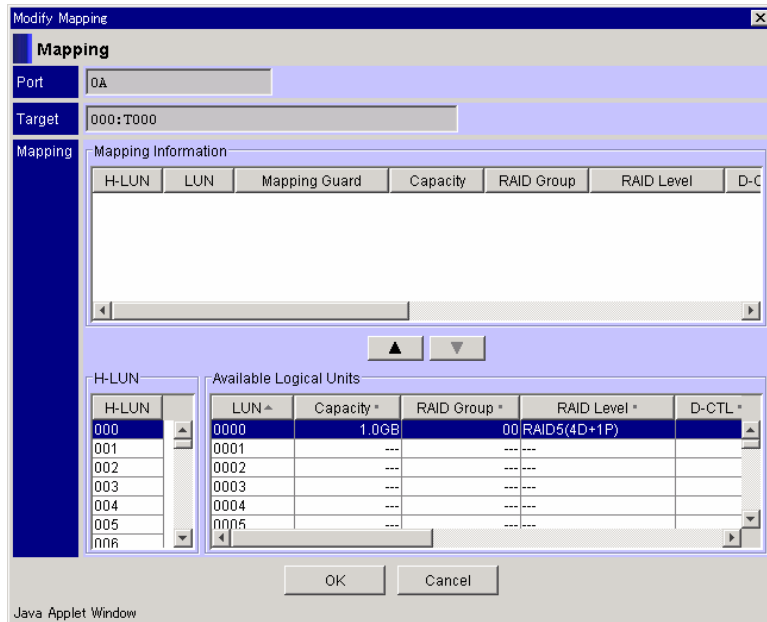 Modify Mapping
Mapping
Port 0A
Target 000:T000
Mapping Mapping Information
H-LUN LUN Mapping Guard Capacity RAID Group RAID Level D-C
H-LUN Available Logical Units
H-LUN LUN Capacity RAID Group RAID Level D-CTL
000 0000 1.0GB 00 RAID5(4D+1P)
001 0001 --- --- ---
002 0002 --- --- ---
003 0003 --- --- ---
004 0004 --- --- ---
005 0005 --- --- ---
006
OK Cancel
Java Applet Window